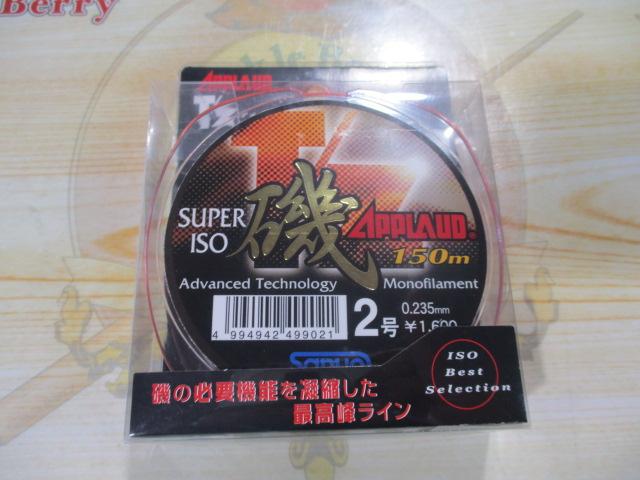 Berry
APPLAUD
TZ
SUPER
ISO
磯
APPLAUD.
150m
Advanced Technology
Monofilament
4 994942 499021
2号
0.235mm
¥1,600
磯の必要機能を凝縮した
最高峰ライン
ISO
Best
Selection